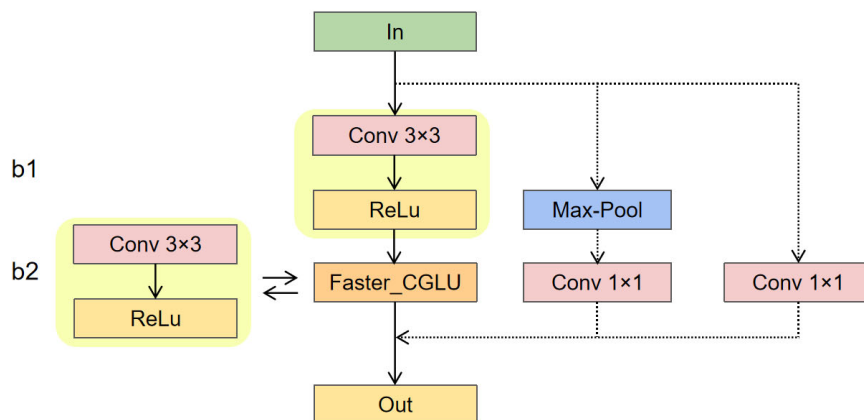 In
Conv 3×3
b1
ReLu
Max-Pool
Conv 3×3
b2
Faster_CGLU
Conv 1×1
Conv 1×1
ReLu
Out